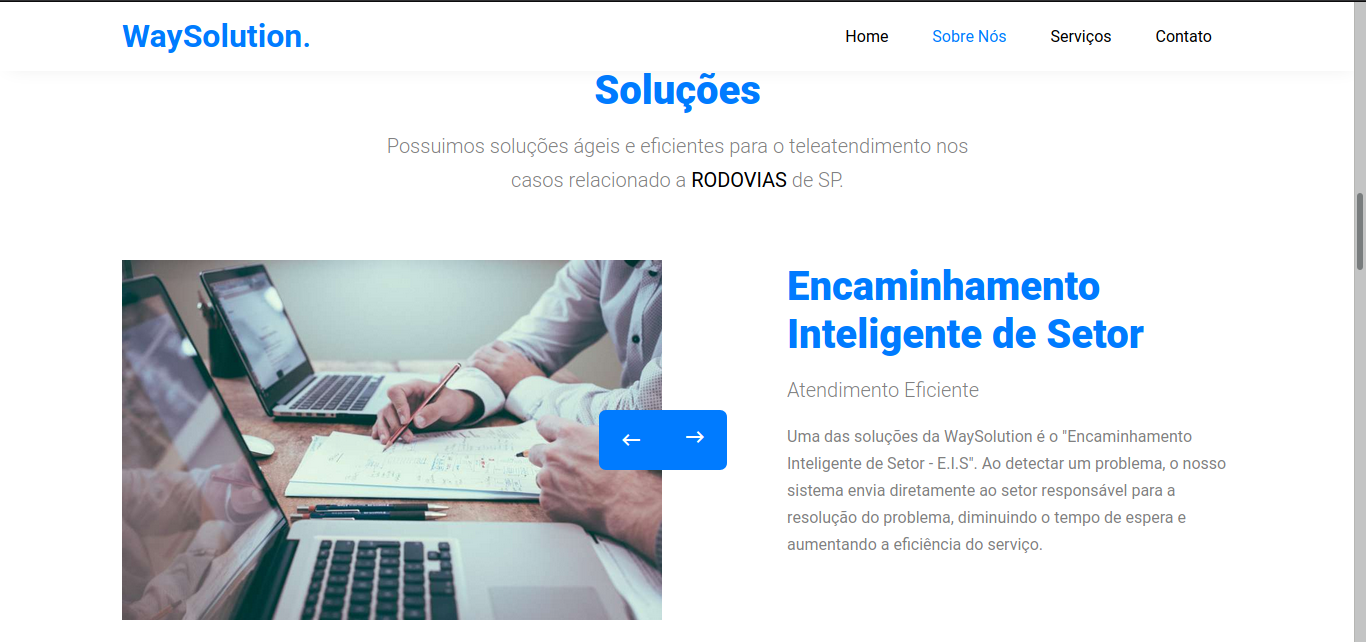 WaySolution.
Home Sobre Nós Serviços Contato
Soluções
Possuimos soluções ágeis e eficientes para o teleatendimento nos
casos relacionado a RODOVIAS de SP.
Encaminhamento
Inteligente de Setor
Atendimento Eficiente
Uma das soluções da WaySolution é o "Encaminhamento
Inteligente de Setor - E.I.S". Ao detectar um problema, o nosso
sistema envia diretamente ao setor responsável para a
resolução do problema, diminuindo o tempo de espera e
aumentando a eficiência do serviço.